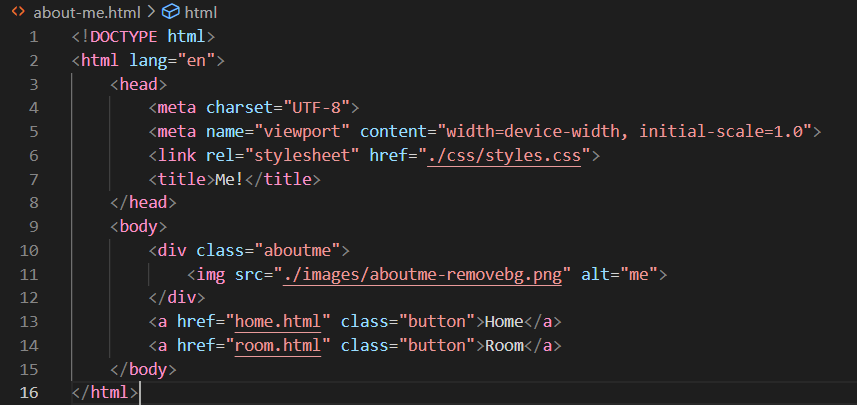 about-me.html > html
1 <!DOCTYPE html>
2 <html lang="en">
3 <head>
4 <meta charset="UTF-8">
5 <meta name="viewport" content="width=device-width, initial-scale=1.0">
6 <link rel="stylesheet" href="./css/styles.css">
7 <title>Me!</title>
8 </head>
9 <body>
10 <div class="aboutme">
11 <img src="./images/aboutme-removebg.png" alt="me">
12 </div>
13 <a href="home.html" class="button">Home</a>
14 <a href="room.html" class="button">Room</a>
15 </body>
16 </html>